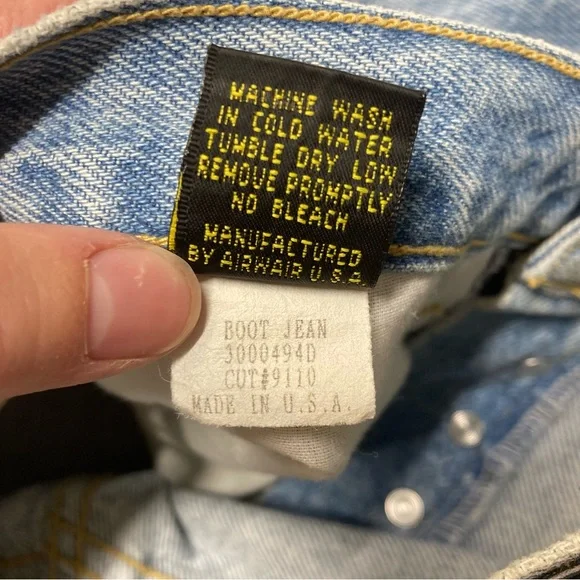 MACHINE WASH
IN COLD WATER
TUMBLE DRY LOW
REMOVE PROMPTLY
NO BLEACH
MANUFACTURED
BY AIRWAIR U.S.A.
BOOT JEAN
3000494D
CUT#9110
MADE IN U.S.A.